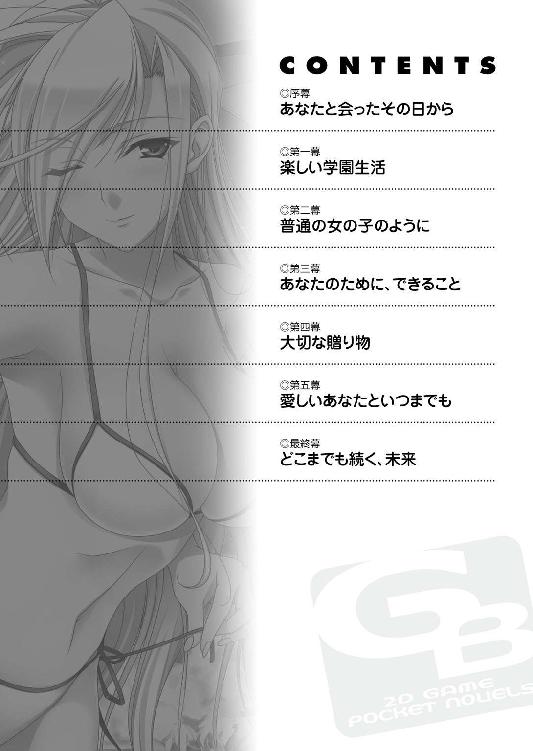 CONTENTS
◎序幕
あなたと会ったその日から
◎第一幕
楽しい学園生活
◎第二幕
普通の女の子のように
◎第三幕
あなたのために、できること
◎第四幕
大切な贈り物
◎第五幕
愛しいあなたといつまでも
◎最終幕
どこまでも続く、未来
GB
2D GAME
POCKET NOVELS